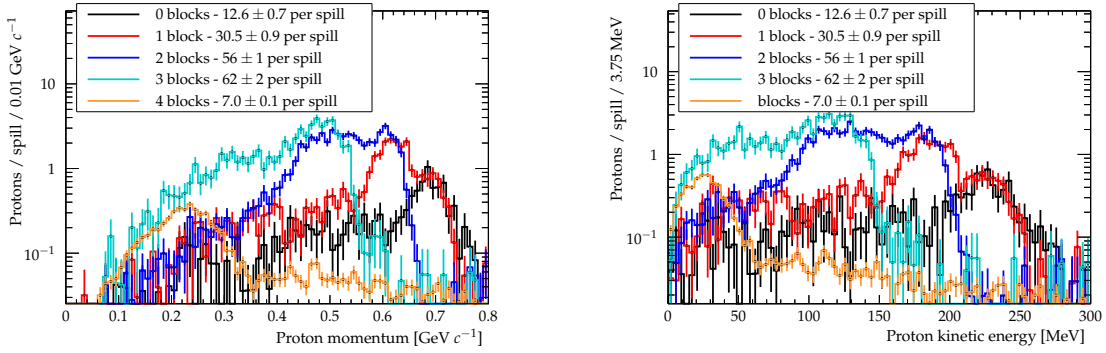 Protons / spill / 0.01 GeV c⁻¹
0 blocks - 12.6 ± 0.7 per spill
1 block - 30.5 ± 0.9 per spill
2 blocks - 56 ± 1 per spill
3 blocks - 62 ± 2 per spill
4 blocks - 7.0 ± 0.1 per spill
10
1
10⁻¹
0 0.1 0.2 0.3 0.4 0.5 0.6 0.7 0.8
Proton momentum [GeV c⁻¹]
Protons / spill / 3.75 MeV
0 blocks - 12.6 ± 0.7 per spill
1 block - 30.5 ± 0.9 per spill
2 blocks - 56 ± 1 per spill
3 blocks - 62 ± 2 per spill
blocks - 7.0 ± 0.1 per spill
10
1
10⁻¹
0 50 100 150 200 250 300
Proton kinetic energy [MeV]